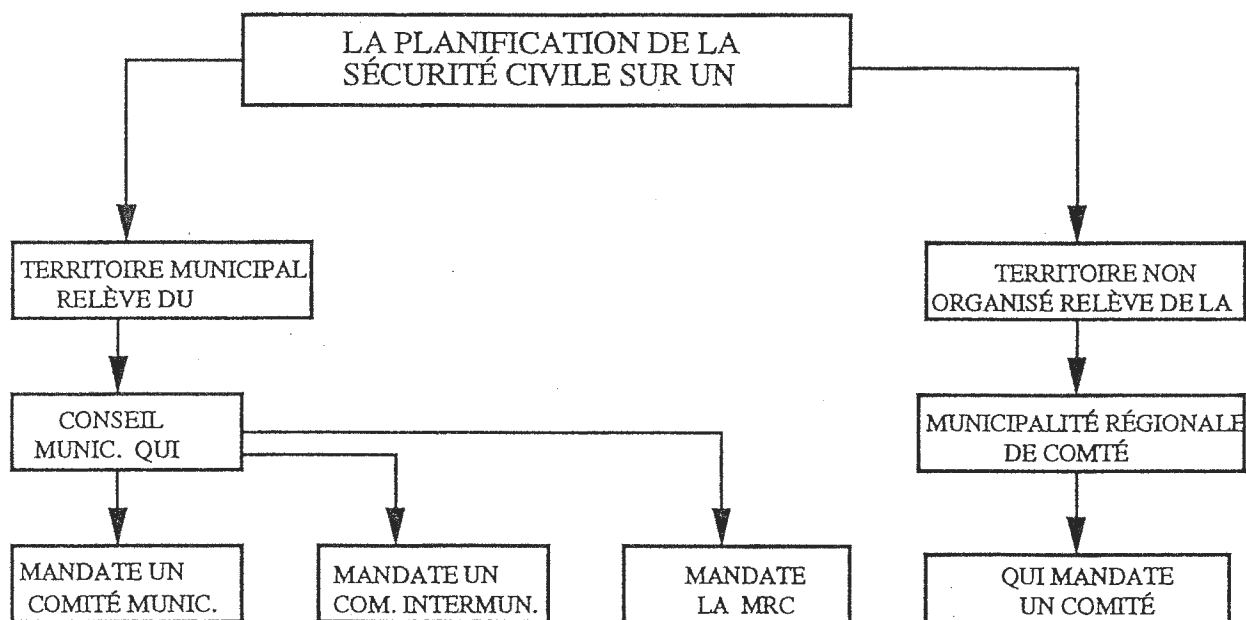 LA PLANIFICATION DE LA
SÉCURITÉ CIVILE SUR UN
TERRITOIRE MUNICIPAL
RELÈVE DU
TERRITOIRE NON
ORGANISÉ RELÈVE DE LA
CONSEIL
MUNIC. QUI
MUNICIPALITÉ RÉGIONALE
DE COMTÉ
MANDATE UN
COMITÉ MUNIC.
MANDATE UN
COM. INTERMUN.
MANDATE
LA MRC
QUI MANDATE
UN COMITÉ